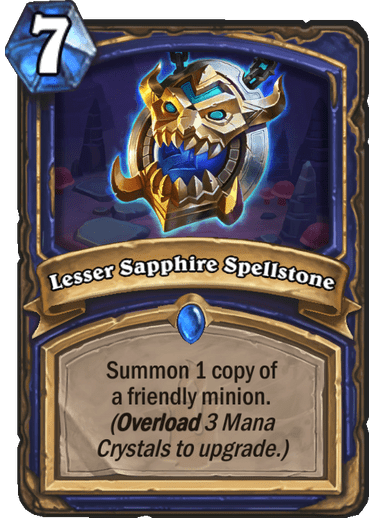 7
Lesser Sapphire Spellstone
Summon 1 copy of
a friendly minion.
(Overload 3 Mana
Crystals to upgrade.)